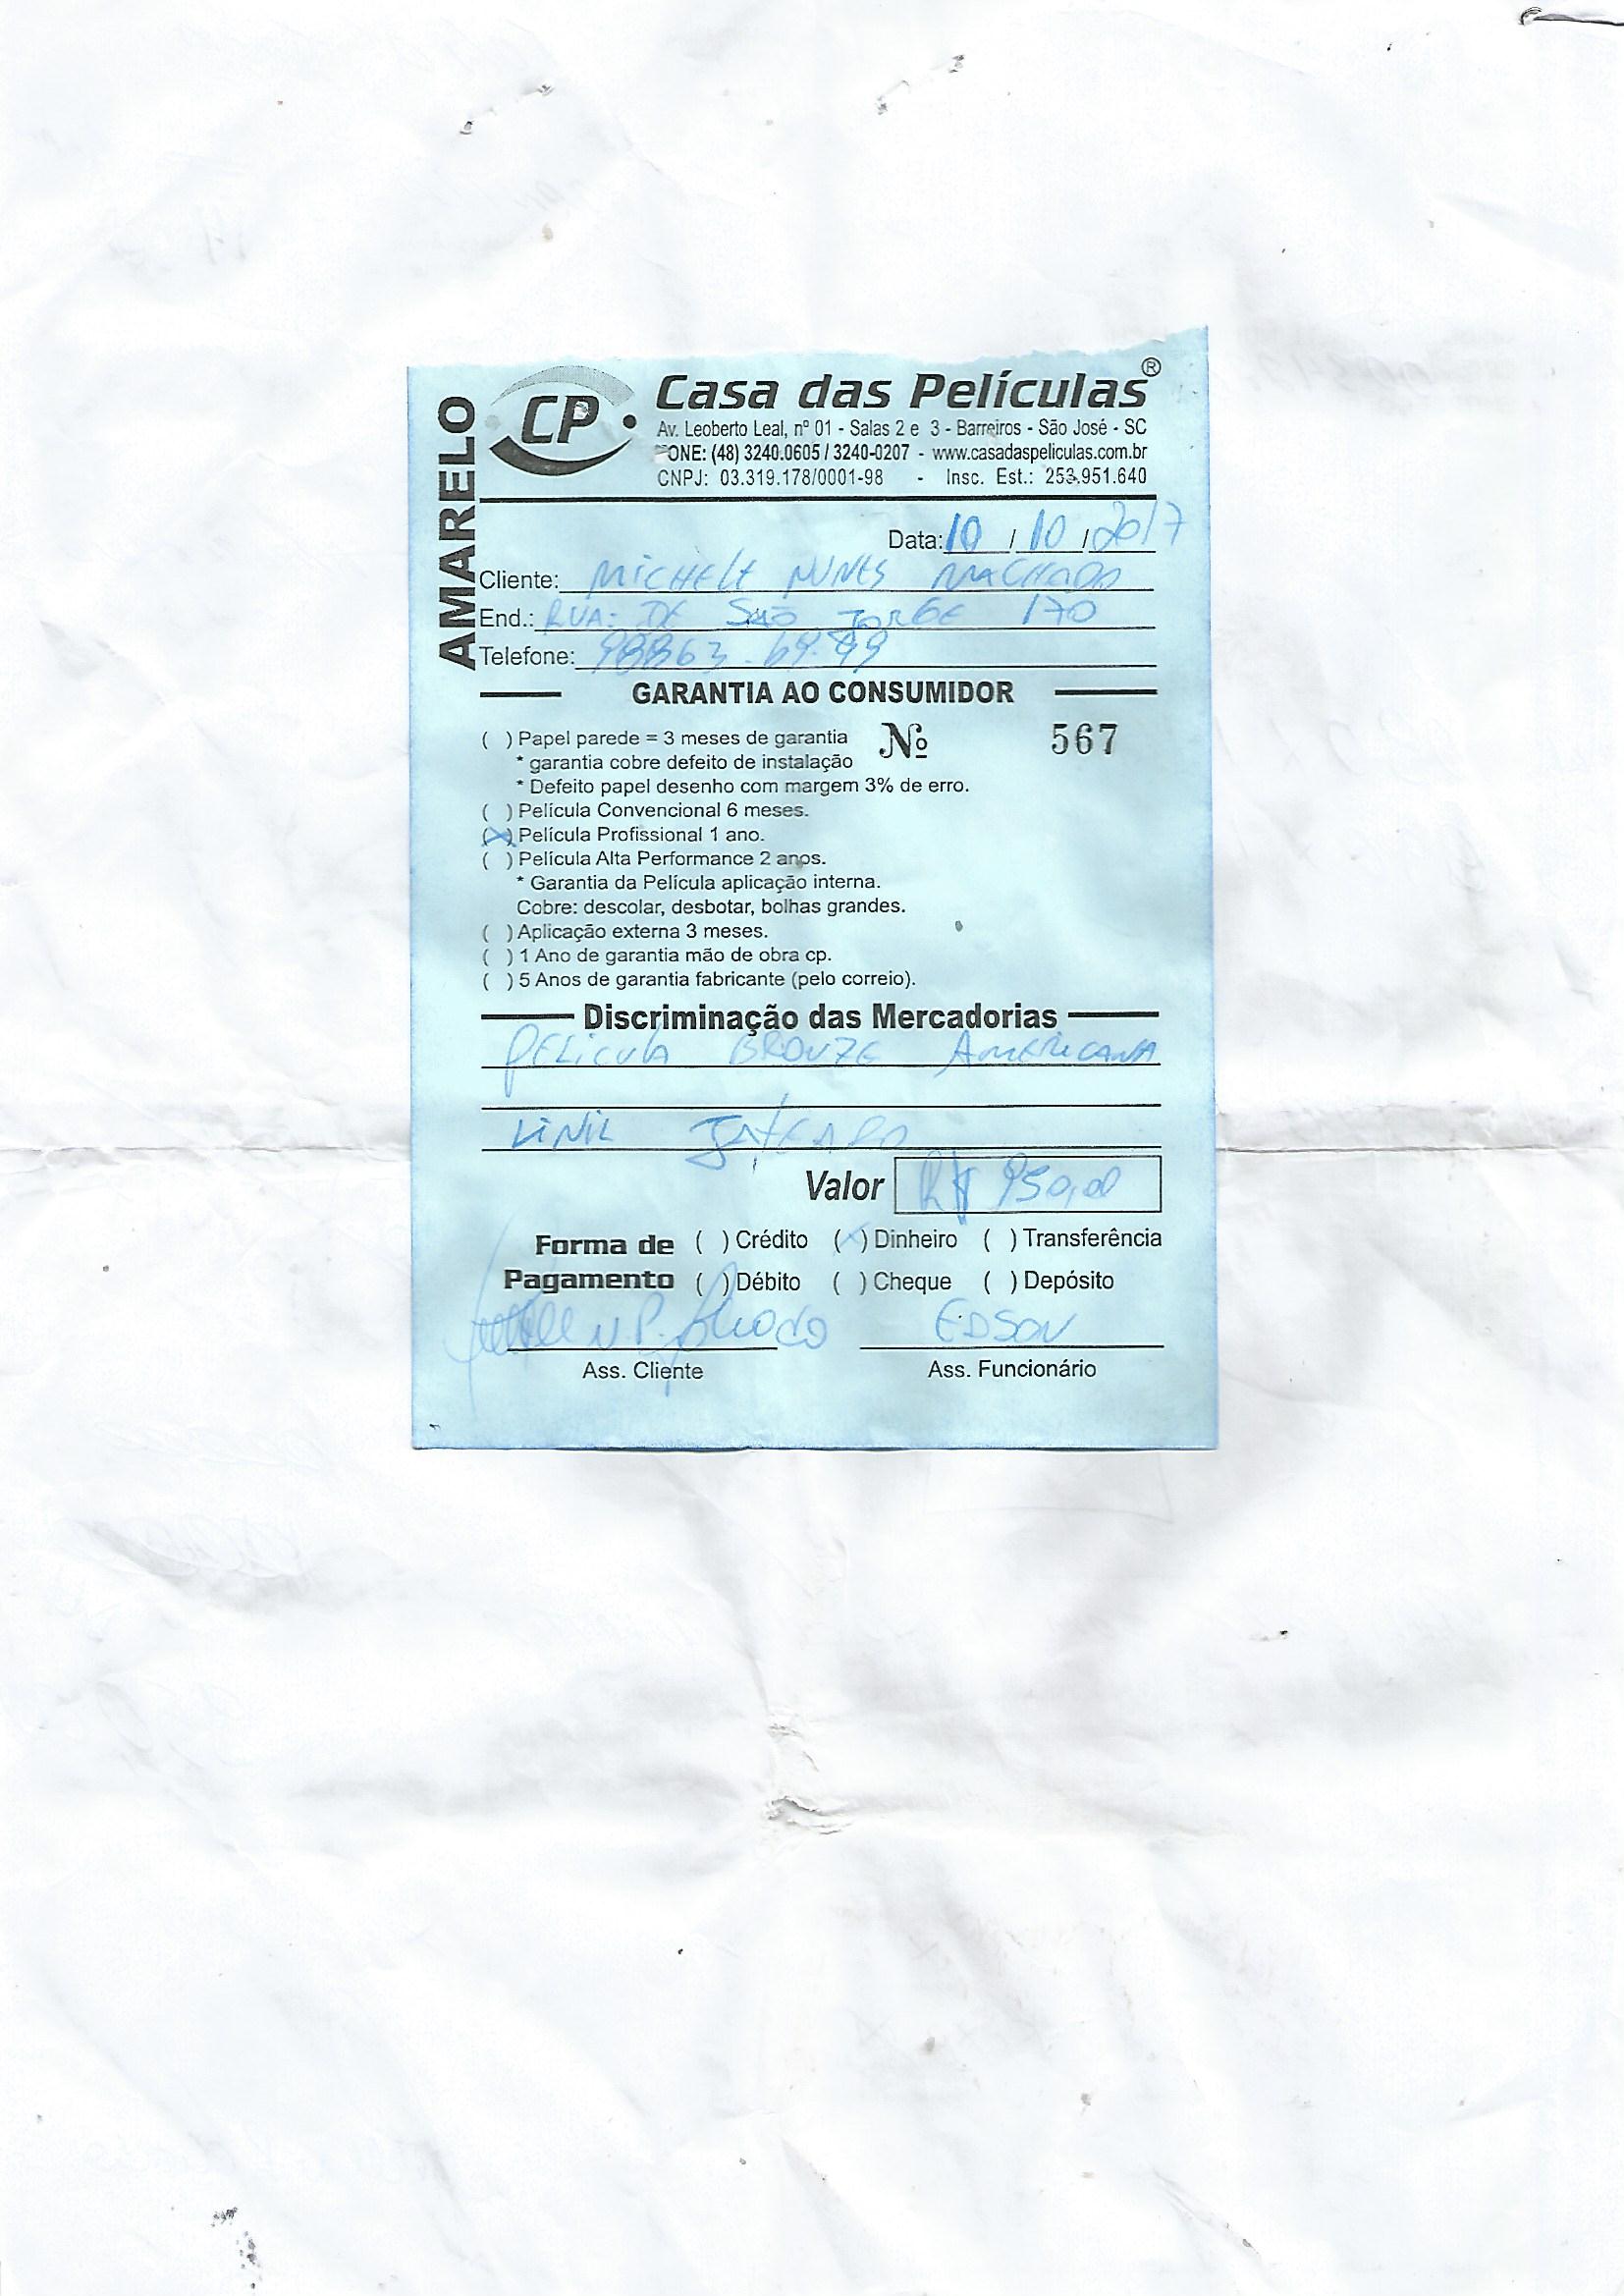 AMARELO
CP
Casa das Películas®
Av. Leoberto Leal, nº 01 - Salas 2 e 3 - Barreiros - São José - SC
FONE: (48) 3240.0605 / 3240-0207 - www.casadaspeliculas.com.br
CNPJ: 03.319.178/0001-98 - Insc. Est.: 253.951.640
Data: 10 / 10 / 2017
Cliente: MICHELE NUNES MACHADO
End.: RUA: DE SÃO JORGE 170
Telefone: 98863.69.99
GARANTIA AO CONSUMIDOR
( ) Papel parede = 3 meses de garantia Nº 567
* garantia cobre defeito de instalação
* Defeito papel desenho com margem 3% de erro.
( ) Película Convencional 6 meses.
(X) Película Profissional 1 ano.
( ) Película Alta Performance 2 anos.
* Garantia da Película aplicação interna.
Cobre: descolar, desbotar, bolhas grandes.
( ) Aplicação externa 3 meses.
( ) 1 Ano de garantia mão de obra cp.
( ) 5 Anos de garantia fabricante (pelo correio).
Discriminação das Mercadorias
PELICULA BRONZE AMERICANA
VINIL JATEADO
Valor R$ 950,00
Forma de Pagamento ( ) Crédito (X) Dinheiro ( ) Transferência
( ) Débito ( ) Cheque ( ) Depósito
EDSON
Ass. Cliente Ass. Funcionário